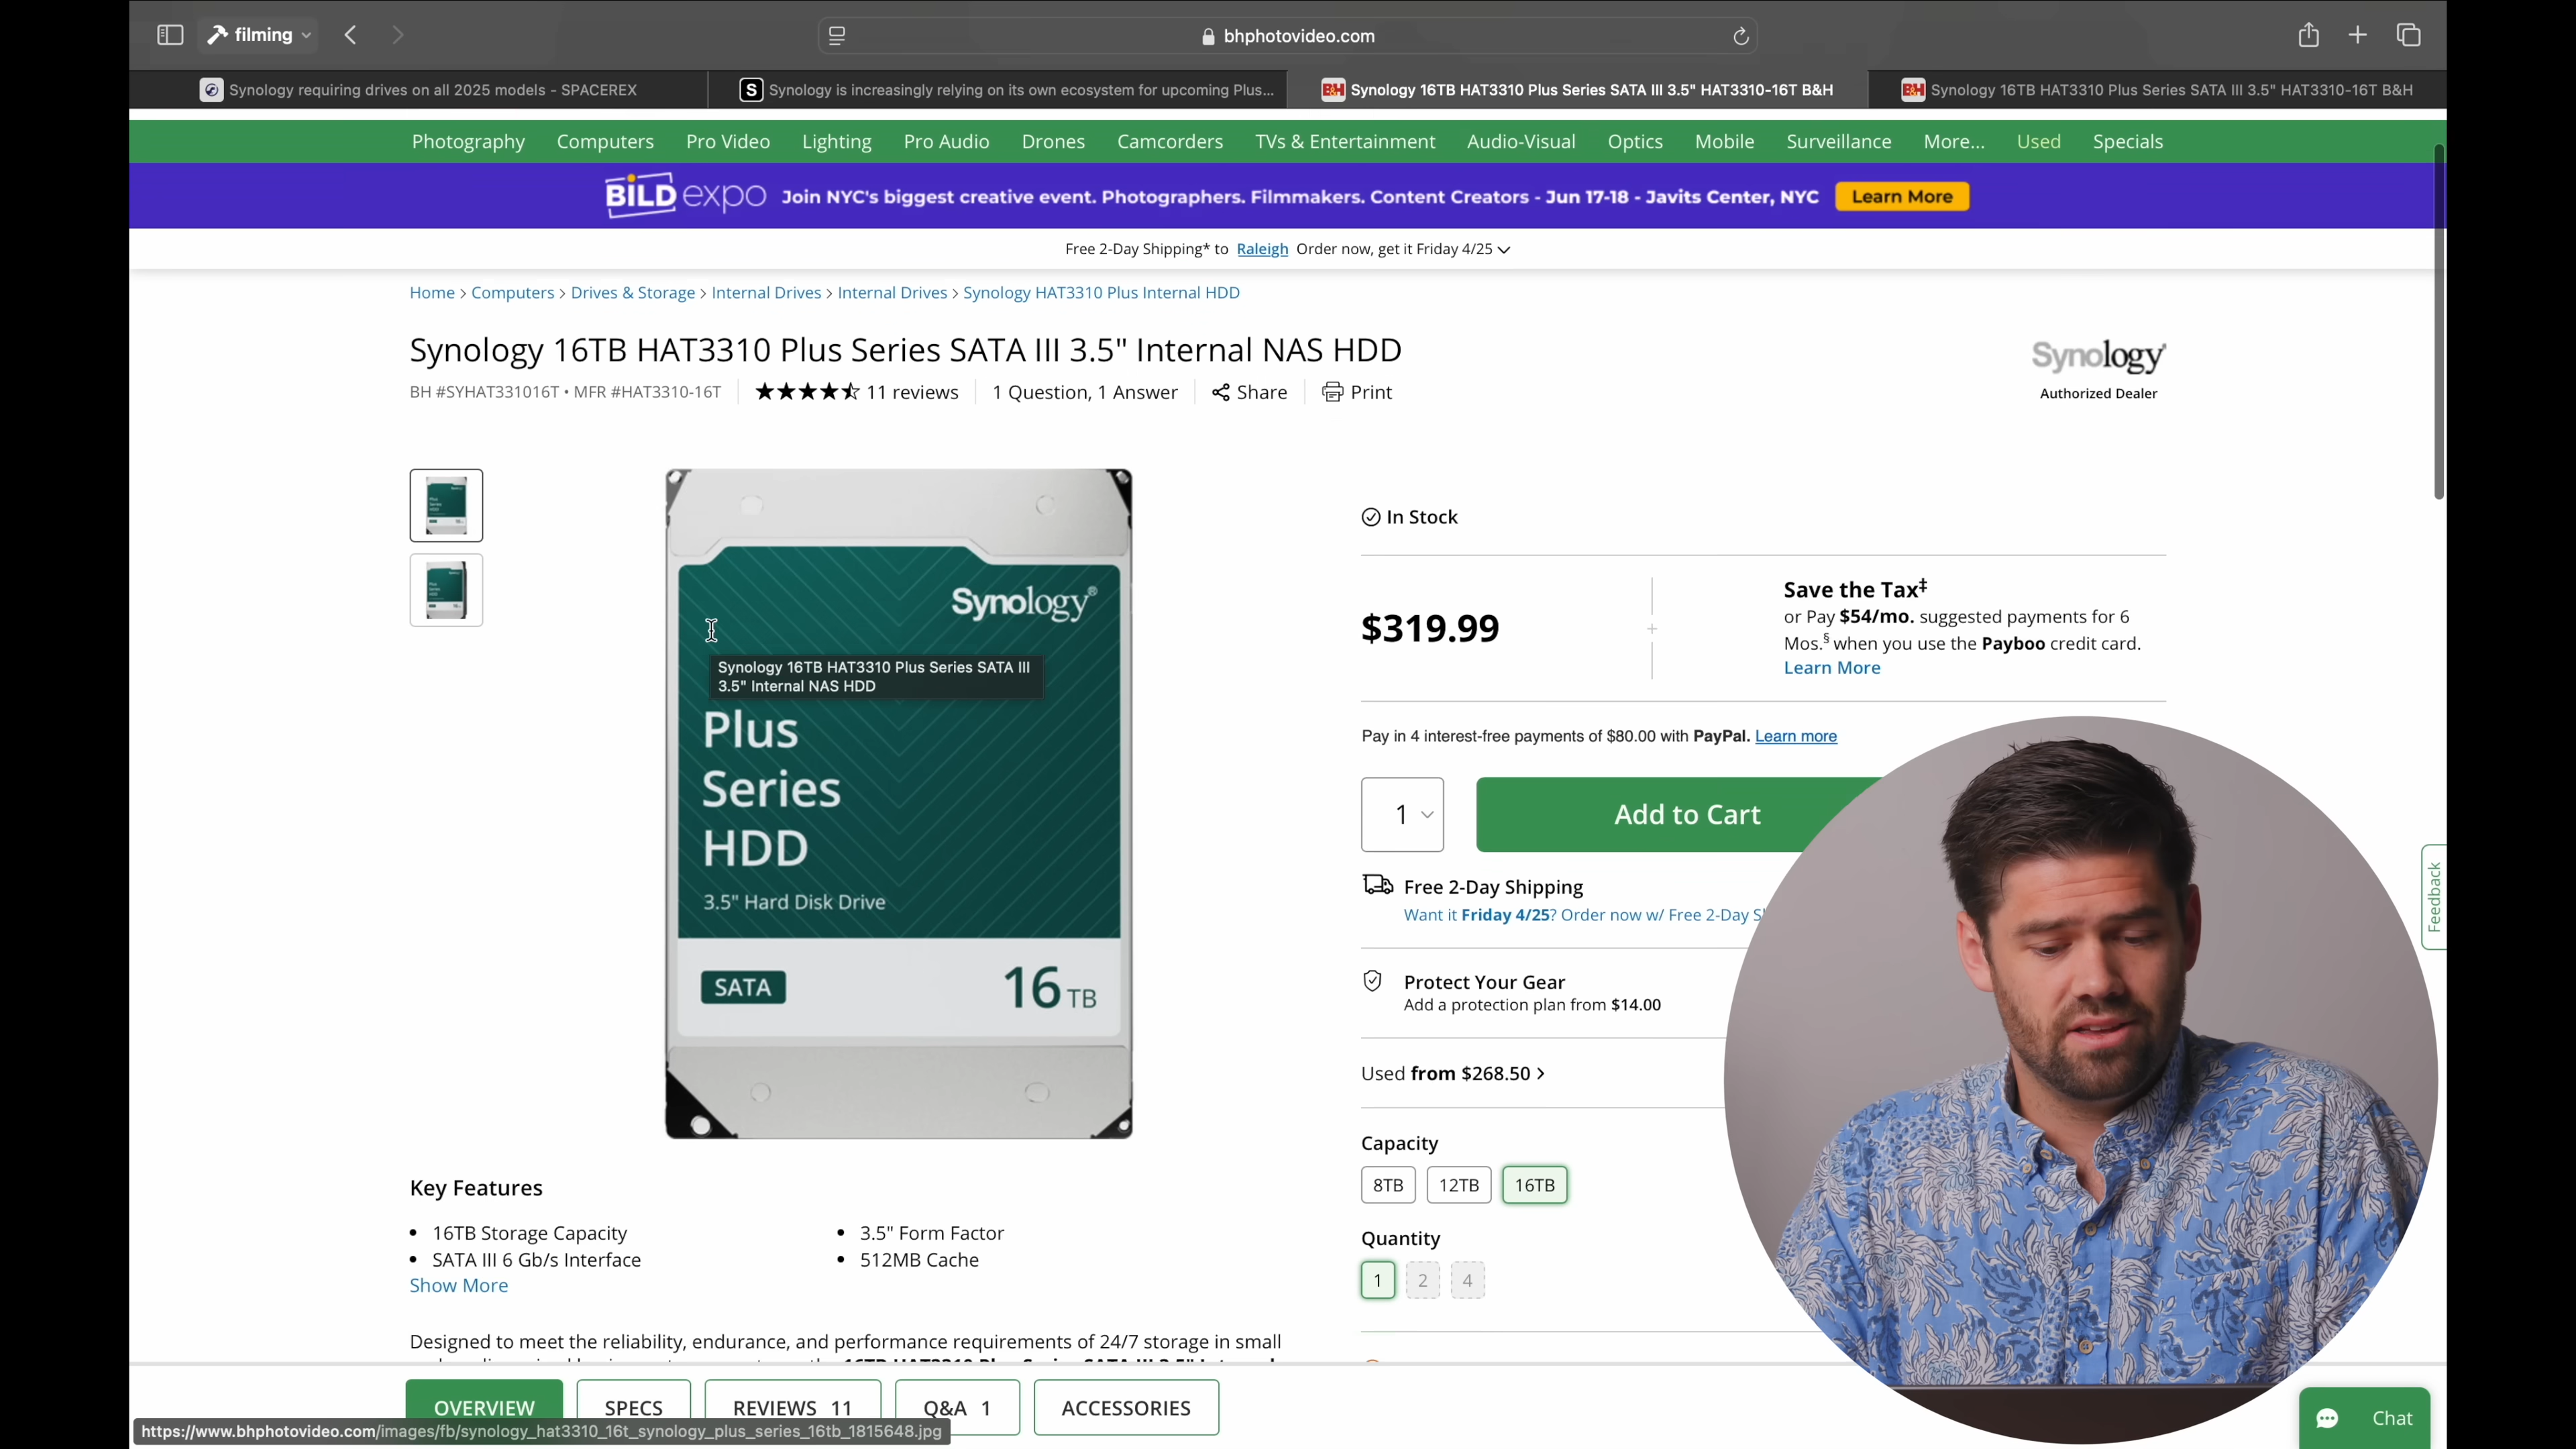 filming
bhphotovideo.com
Synology requiring drives on all 2025 models - SPACEREX
S Synology is increasingly relying on its own ecosystem for upcoming Plus...
B&H Synology 16TB HAT3310 Plus Series SATA III 3.5" HAT3310-16T B&H
B&H Synology 16TB HAT3310 Plus Series SATA III 3.5" HAT3310-16T B&H
Photography Computers Pro Video Lighting Pro Audio Drones Camcorders TVs & Entertainment Audio-Visual Optics Mobile Surveillance More... Used Specials
BILD expo Join NYC's biggest creative event. Photographers. Filmmakers. Content Creators - Jun 17-18 - Javits Center, NYC Learn More
Free 2-Day Shipping* to Raleigh Order now, get it Friday 4/25
Home > Computers > Drives & Storage > Internal Drives > Internal Drives > Synology HAT3310 Plus Internal HDD
Synology 16TB HAT3310 Plus Series SATA III 3.5" Internal NAS HDD
BH #SYHAT331016T • MFR #HAT3310-16T 11 reviews 1 Question, 1 Answer Share Print
Synology®
Authorized Dealer
Synology®
Synology 16TB HAT3310 Plus Series SATA III
3.5" Internal NAS HDD
Plus
Series
HDD
3.5" Hard Disk Drive
SATA
16 TB
In Stock
$319.99
+
Save the Tax‡
or Pay $54/mo. suggested payments for 6
Mos.§ when you use the Payboo credit card.
Learn More
Pay in 4 interest-free payments of $80.00 with PayPal. Learn more
1
Add to Cart
Free 2-Day Shipping
Want it Friday 4/25? Order now w/ Free 2-Day
Protect Your Gear
Add a protection plan from $14.00
Used from $268.50 >
Capacity
8TB 12TB 16TB
Quantity
1 2 4
Feedback
Key Features
• 16TB Storage Capacity
• SATA III 6 Gb/s Interface
• 3.5" Form Factor
• 512MB Cache
Show More
Designed to meet the reliability, endurance, and performance requirements of 24/7 storage in small
OVERVIEW SPECS REVIEWS 11 Q&A 1 ACCESSORIES
https://www.bhphotovideo.com/images/fb/synology_hat3310_16t_synology_plus_series_16tb_1815648.jpg
Chat